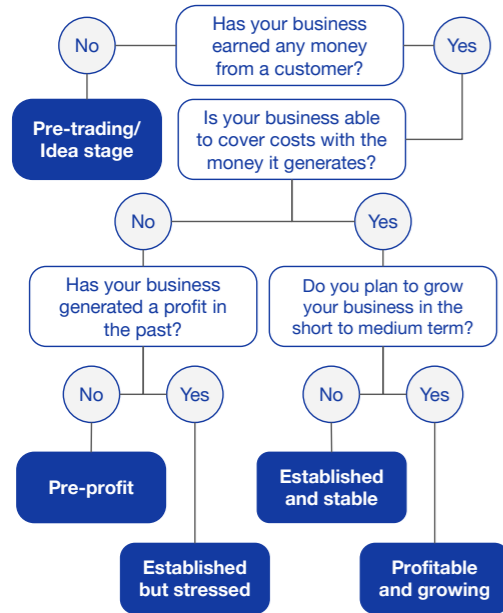 No
Has your business
earned any money
from a customer?
Yes
Pre-trading/
Idea stage
Is your business able
to cover costs with the
money it generates?
No
Yes
Has your business
generated a profit in
the past?
Do you plan to grow
your business in the
short to medium term?
No
Yes
No
Yes
Pre-profit
Established
and stable
Established
but stressed
Profitable
and growing